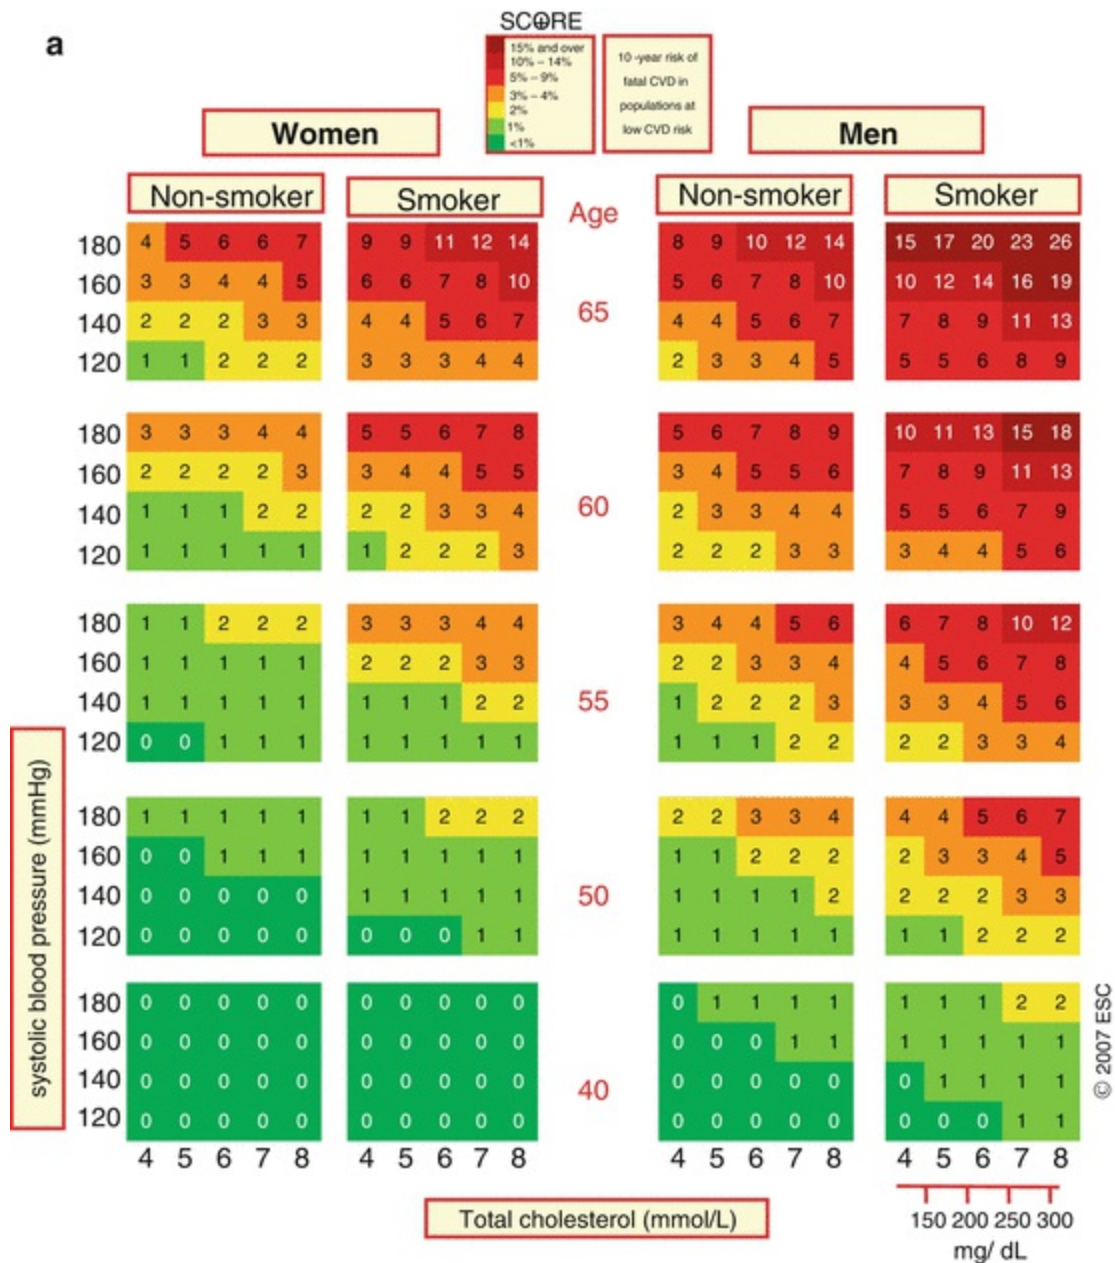 a
SCORE
15% and over
10% – 14%
5% – 9%
3% – 4%
2%
1%
<1%
10 -year risk of
fatal CVD in
populations at
low CVD risk
Women
Men
Non-smoker Smoker Age Non-smoker Smoker
180 4 5 6 6 7 9 9 11 12 14 8 9 10 12 14 15 17 20 23 26
160 3 3 4 4 5 6 6 7 8 10 5 6 7 8 10 10 12 14 16 19
65
140 2 2 2 3 3 4 4 5 6 7 4 4 5 6 7 7 8 9 11 13
120 1 1 2 2 2 3 3 3 4 4 2 3 3 4 5 5 5 6 8 9
180 3 3 3 4 4 5 5 6 7 8 5 6 7 8 9 10 11 13 15 18
160 2 2 2 2 3 3 4 4 5 5 3 4 5 5 6 7 8 9 11 13
60
140 1 1 1 2 2 2 2 3 3 4 2 3 3 4 4 5 5 6 7 9
120 1 1 1 1 1 1 2 2 2 3 2 2 2 3 3 3 4 4 5 6
180 1 1 2 2 2 3 3 3 4 4 3 4 4 5 6 6 7 8 10 12
160 1 1 1 1 1 2 2 2 3 3 2 2 3 3 4 4 5 6 7 8
55
140 1 1 1 1 1 1 1 1 2 2 1 2 2 2 3 3 3 4 5 6
120 0 0 1 1 1 1 1 1 1 1 1 1 1 2 2 2 2 3 3 4
180 1 1 1 1 1 1 1 2 2 2 2 2 3 3 4 4 4 5 6 7
160 0 0 1 1 1 1 1 1 1 1 1 1 2 2 2 2 3 3 4 5
50
140 0 0 0 0 0 1 1 1 1 1 1 1 1 1 2 2 2 2 3 3
120 0 0 0 0 0 0 0 0 1 1 1 1 1 1 1 1 1 2 2 2
180 0 0 0 0 0 0 0 0 0 0 0 1 1 1 1 1 1 1 2 2
160 0 0 0 0 0 0 0 0 0 0 0 0 0 1 1 1 1 1 1 1
40
140 0 0 0 0 0 0 0 0 0 0 0 0 0 0 0 0 1 1 1 1
120 0 0 0 0 0 0 0 0 0 0 0 0 0 0 0 0 0 0 1 1
4 5 6 7 8 4 5 6 7 8 4 5 6 7 8 4 5 6 7 8
systolic blood pressure (mmHg)
Total cholesterol (mmol/L)
150 200 250 300
mg/ dL
© 2007 ESC